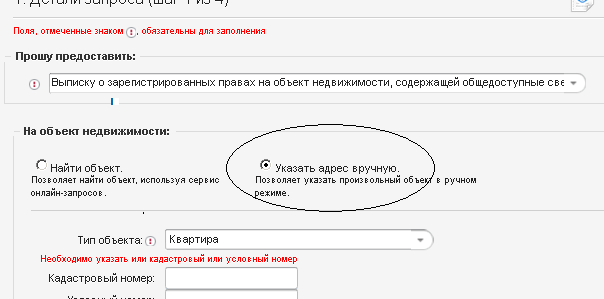 1. Детали запроса (шаг 1 из 4)
Поля, отмеченные знаком , обязательны для заполнения
Прошу предоставить:
Выписку о зарегистрированных правах на объект недвижимости, содержащей общедоступные све
На объект недвижимости:
Найти объект.
Указать адрес вручную.
Позволяет найти объект, используя сервис
онлайн-запросов.
Позволяет указать произвольный объект в ручном
режиме.
Тип объекта: Квартира
Необходимо указать или кадастровый или условный номер
Кадастровый номер:
Условный номер: